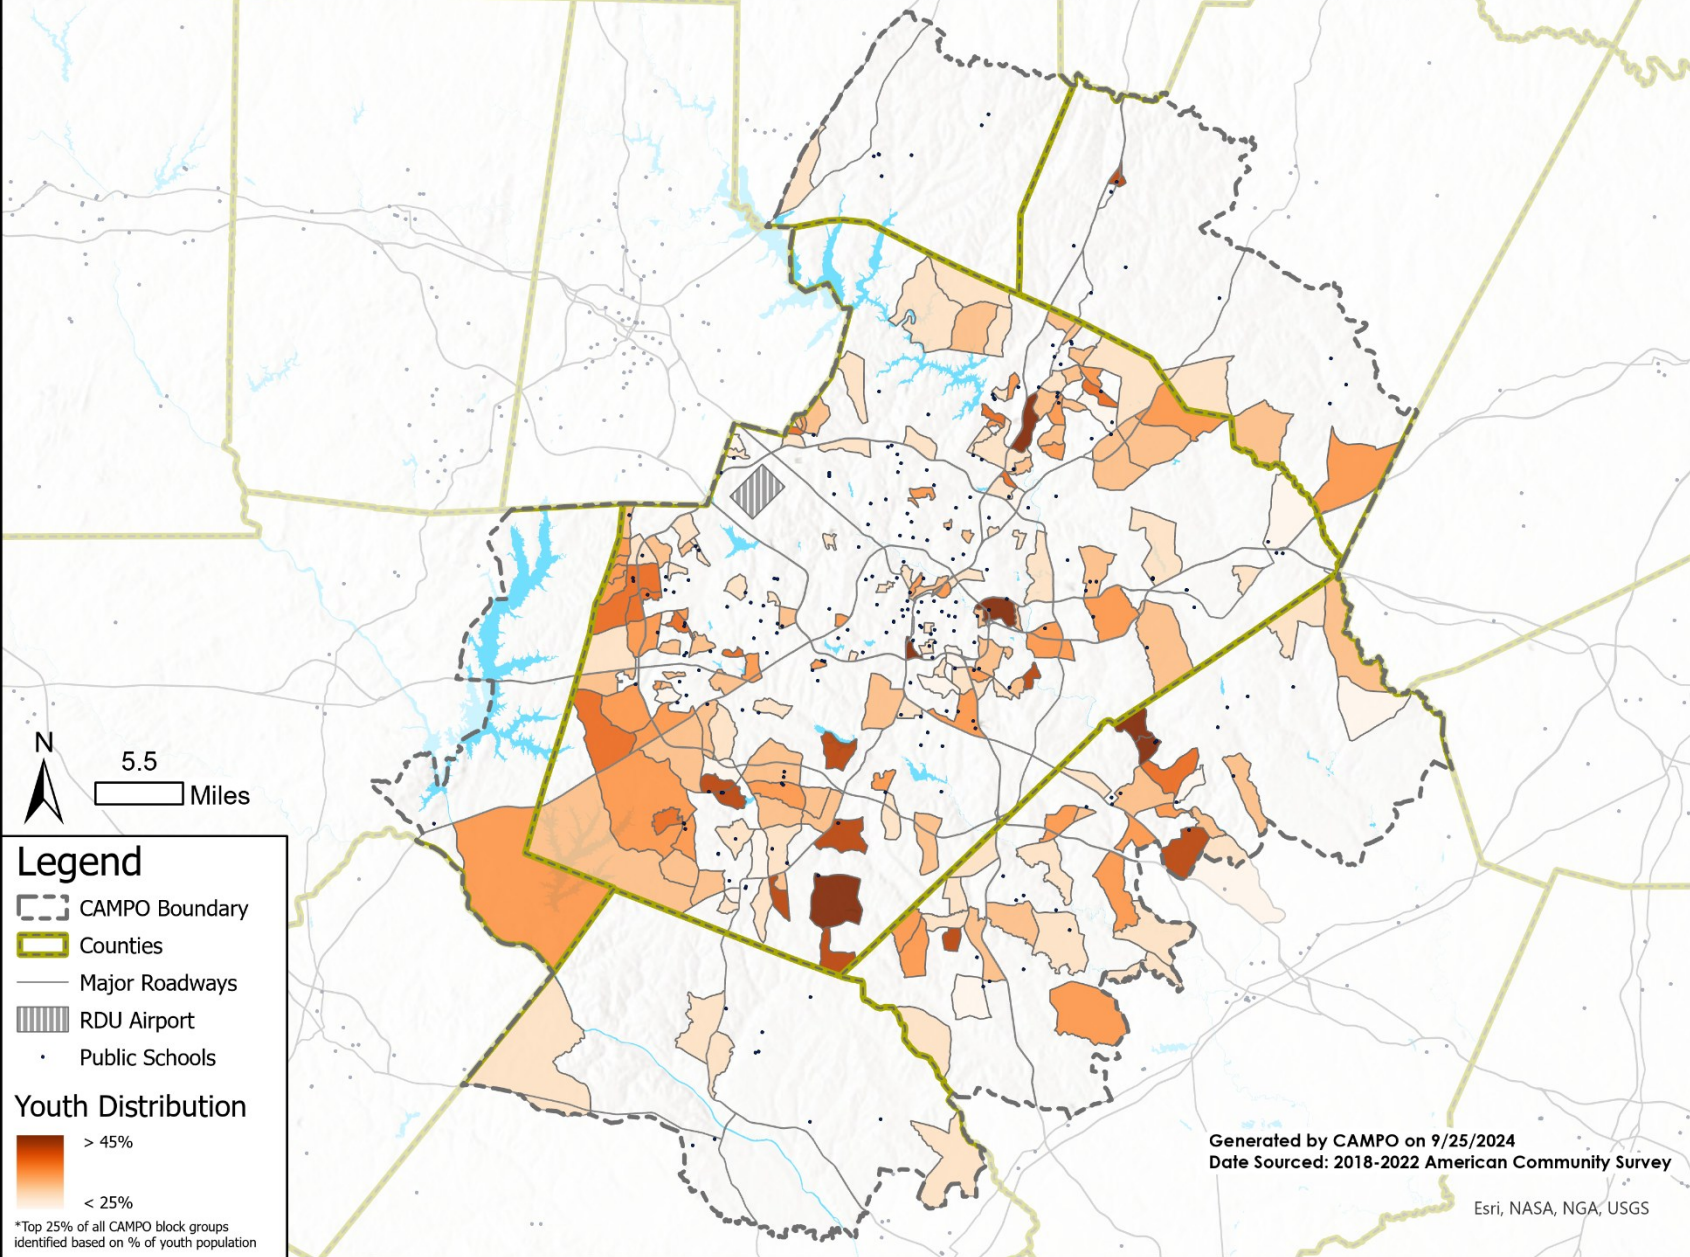 N
5.5
Miles
Legend
CAMPO Boundary
Counties
Major Roadways
RDU Airport
Public Schools
Youth Distribution
> 45%
< 25%
*Top 25% of all CAMPO block groups
identified based on % of youth population
Generated by CAMPO on 9/25/2024
Date Sourced: 2018-2022 American Community Survey
Esri, NASA, NGA, USGS